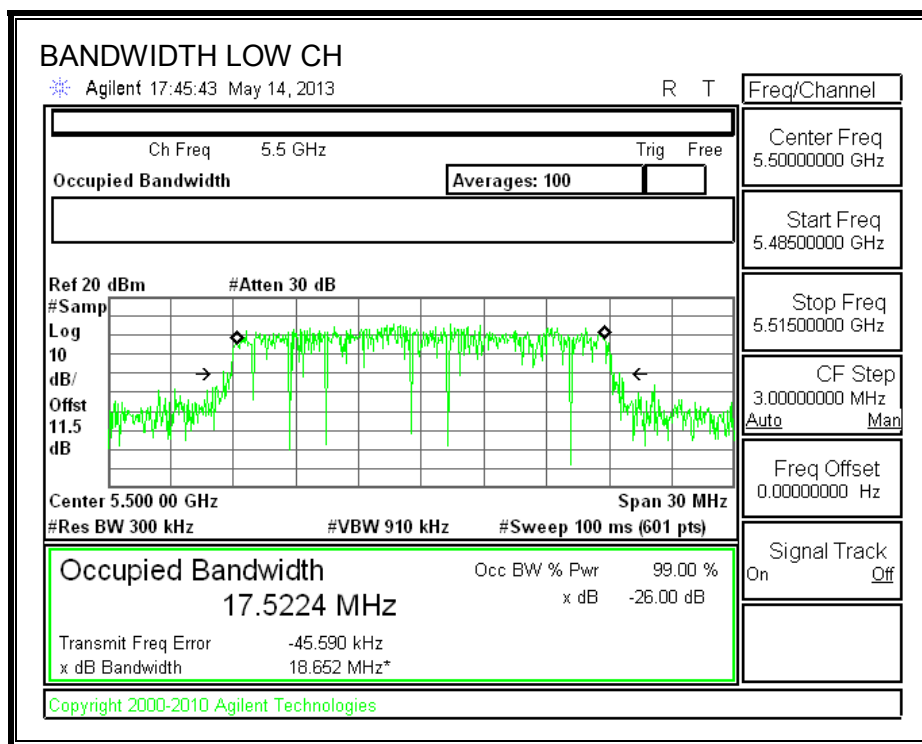 BANDWIDTH LOW CH
Agilent 17:45:43 May 14, 2013 R T
Ch Freq 5.5 GHz Trig Free
Occupied Bandwidth Averages: 100
Ref 20 dBm #Atten 30 dB
#Samp
Log
10
dB/
Offst
11.5
dB
Center 5.500 00 GHz Span 30 MHz
#Res BW 300 kHz #VBW 910 kHz #Sweep 100 ms (601 pts)
Occupied Bandwidth Occ BW % Pwr 99.00 %
17.5224 MHz x dB -26.00 dB
Transmit Freq Error -45.590 kHz
x dB Bandwidth 18.652 MHz*
Copyright 2000-2010 Agilent Technologies
Freq/Channel
Center Freq
5.50000000 GHz
Start Freq
5.48500000 GHz
Stop Freq
5.51500000 GHz
CF Step
3.00000000 MHz
Auto Man
Freq Offset
0.00000000 Hz
Signal Track
On Off